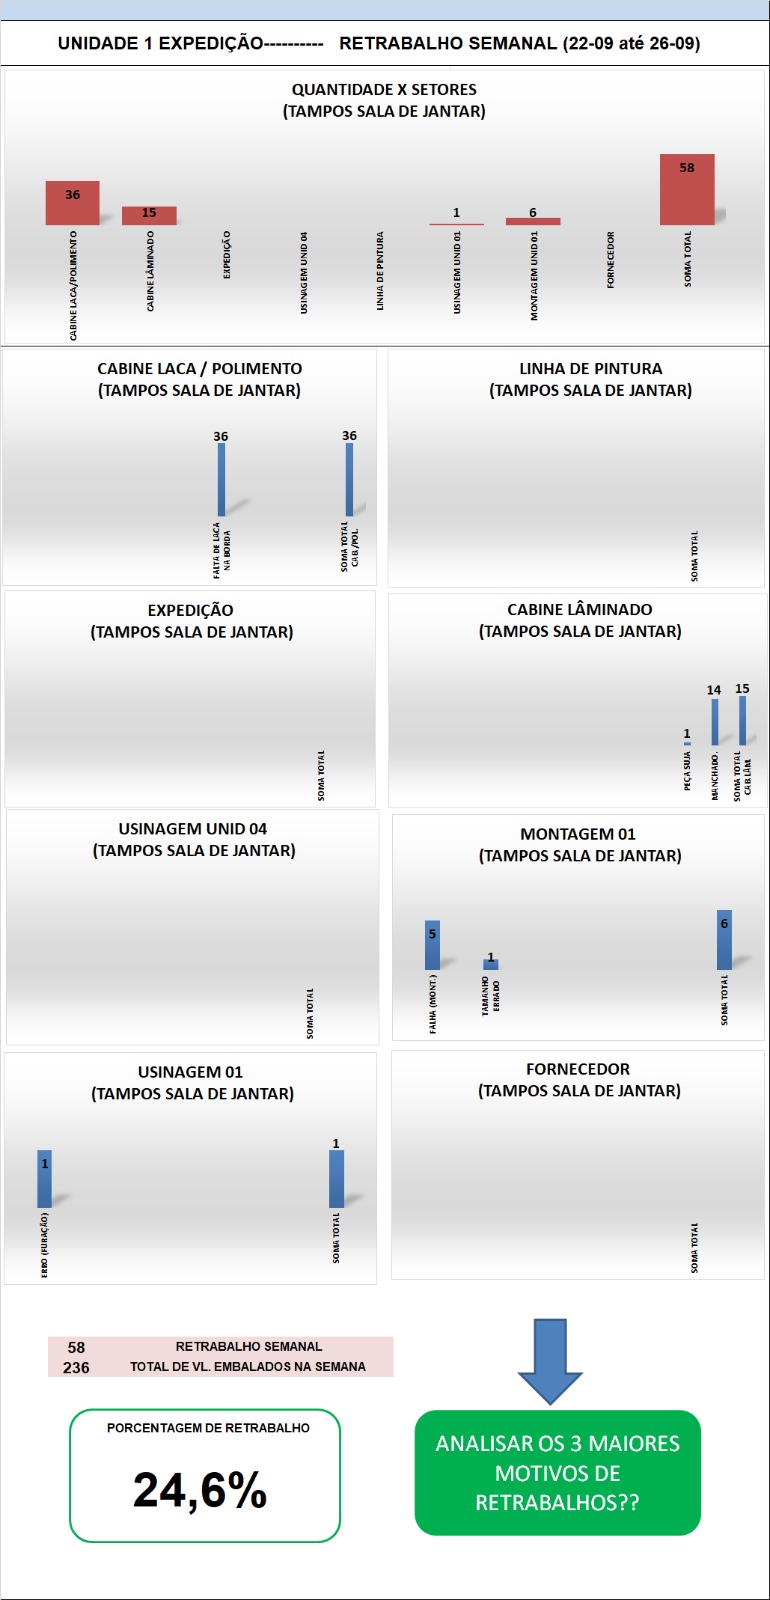 UNIDADE 1 EXPEDIÇÃO---------- RETRABALHO SEMANAL (22-09 até 26-09)
QUANTIDADE X SETORES
(TAMPOS SALA DE JANTAR)
36
15
1
6
58
CABINE LACA/POLIMENTO
CABINE LÂMINADO
EXPEDIÇÃO
USINAGEM UNID 04
LINHA DE PINTURA
USINAGEM UNID 01
MONTAGEM UNID 01
FORNECEDOR
SOMA TOTAL
CABINE LACA / POLIMENTO
(TAMPOS SALA DE JANTAR)
36
36
FALTA DE LACA
NA BORDA
SOMA TOTAL
CAB./POL.
LINHA DE PINTURA
(TAMPOS SALA DE JANTAR)
SOMA TOTAL
EXPEDIÇÃO
(TAMPOS SALA DE JANTAR)
SOMA TOTAL
CABINE LÂMINADO
(TAMPOS SALA DE JANTAR)
1
14
15
PEÇA SUJA
MANCHADO.
SOMA TOTAL
CAB. LÂM.
USINAGEM UNID 04
(TAMPOS SALA DE JANTAR)
SOMA TOTAL
MONTAGEM 01
(TAMPOS SALA DE JANTAR)
5
1
6
FALHA (MONT.)
TAMANHO
ERRADO
SOMA TOTAL
USINAGEM 01
(TAMPOS SALA DE JANTAR)
1
1
ERRO (FURAÇÃO)
SOMA TOTAL
FORNECEDOR
(TAMPOS SALA DE JANTAR)
SOMA TOTAL
58 RETRABALHO SEMANAL
236 TOTAL DE VL. EMBALADOS NA SEMANA
PORCENTAGEM DE RETRABALHO
24,6%
ANALISAR OS 3 MAIORES
MOTIVOS DE
RETRABALHOS??